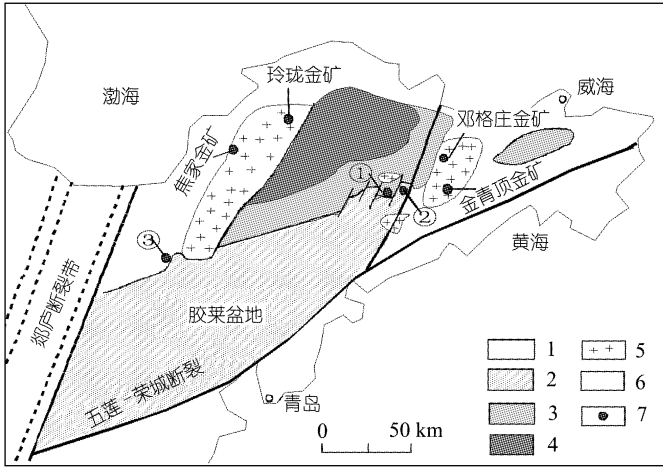 渤海
玲珑金矿
威海
邓格庄金矿
焦家金矿
①
金青顶金矿
②
③
黄海
郯庐断裂带
胶莱盆地
五莲—荣城断裂
青岛
0 50 km
1
2
3
4
5
6
7